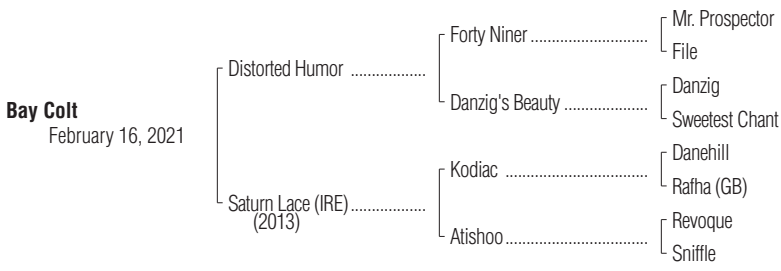 Mr. Prospector
Forty Niner ..........................
File
Distorted Humor ..................
Danzig
Danzig's Beauty ...................
Sweetest Chant
Bay Colt
February 16, 2021
Danehill
Kodiac ................................
Rafha (GB)
Saturn Lace (IRE) ..................
(2013)
Revoque
Atishoo ................................
Sniffle